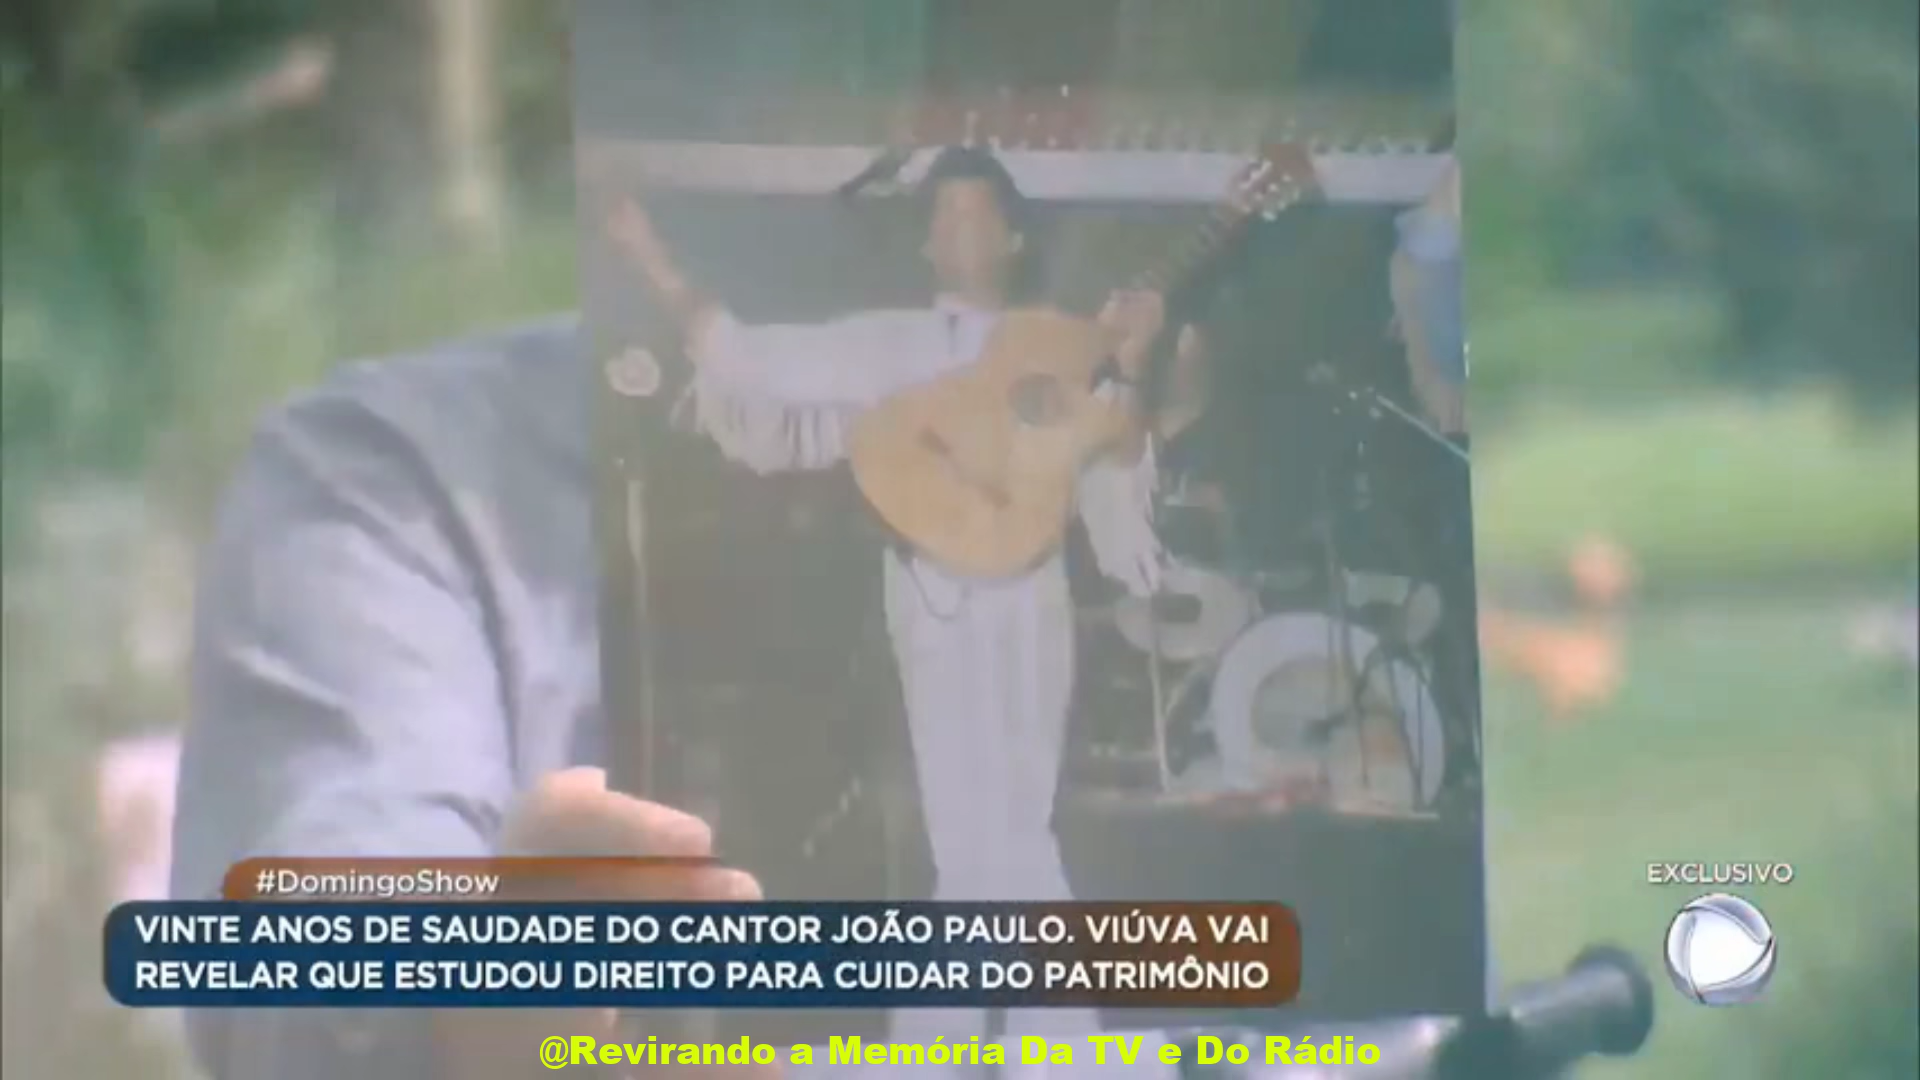 #DomingoShow
EXCLUSIVO
VINTE ANOS DE SAUDADE DO CANTOR JOÃO PAULO. VIÚVA VAI
REVELAR QUE ESTUDOU DIREITO PARA CUIDAR DO PATRIMÔNIO
@Revirando a Memória Da TV e Do Rádio